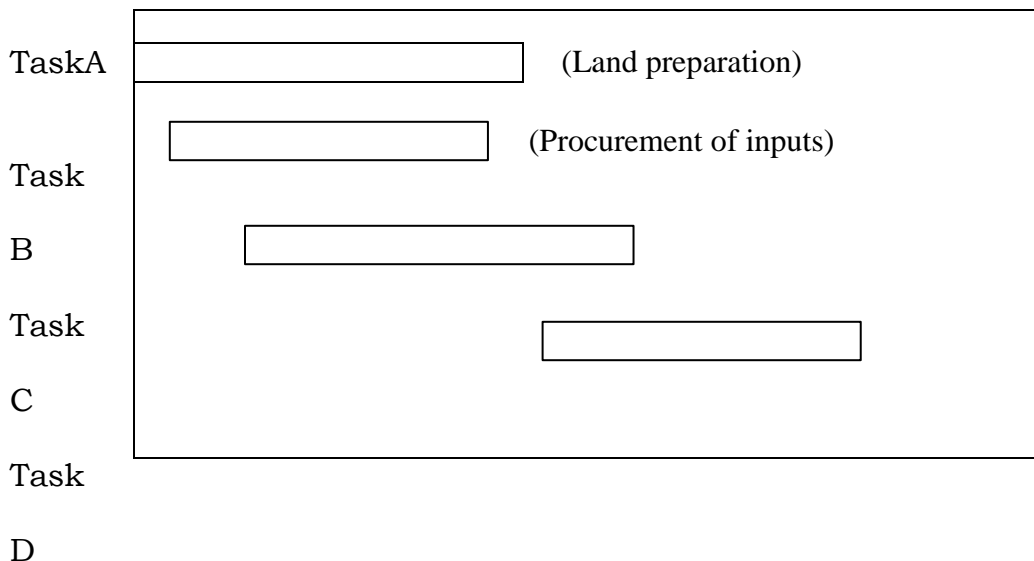 TaskA (Land preparation)
(Procurement of inputs)
Task
B
Task
C
Task
D